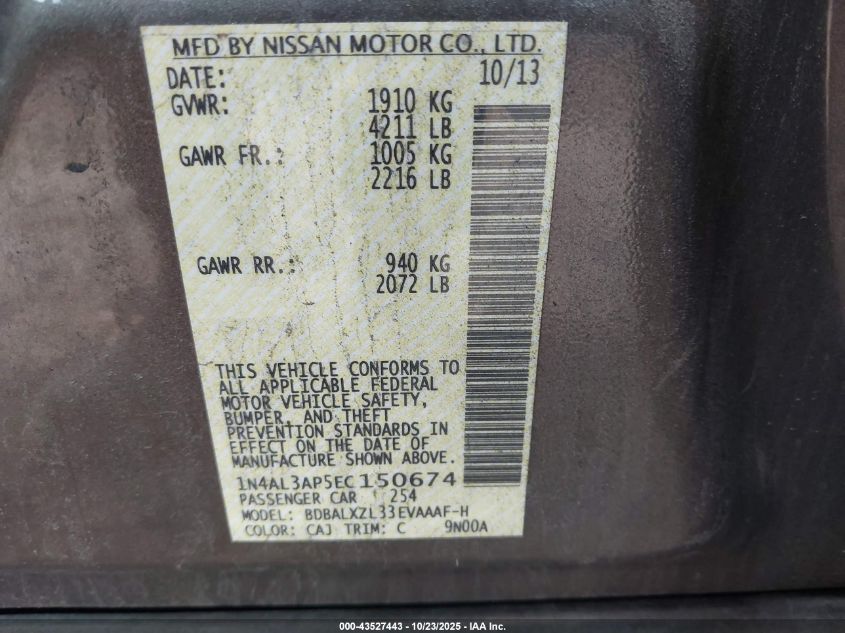 MFD BY NISSAN MOTOR CO., LTD.
DATE: 10/13
GVWR: 1910 KG
4211 LB
GAWR FR.: 1005 KG
2216 LB
GAWR RR.: 940 KG
2072 LB
THIS VEHICLE CONFORMS TO
ALL APPLICABLE FEDERAL
MOTOR VEHICLE SAFETY,
BUMPER, AND THEFT
PREVENTION STANDARDS IN
EFFECT ON THE DATE OF
MANUFACTURE SHOWN ABOVE.
1N4AL3AP5EC150674
PASSENGER CAR 254
MODEL: BDBALXZL33EVAAAF-H
COLOR: CAJ TRIM: C 9N00A
000-43527443 - 10/23/2025 - IAA Inc.